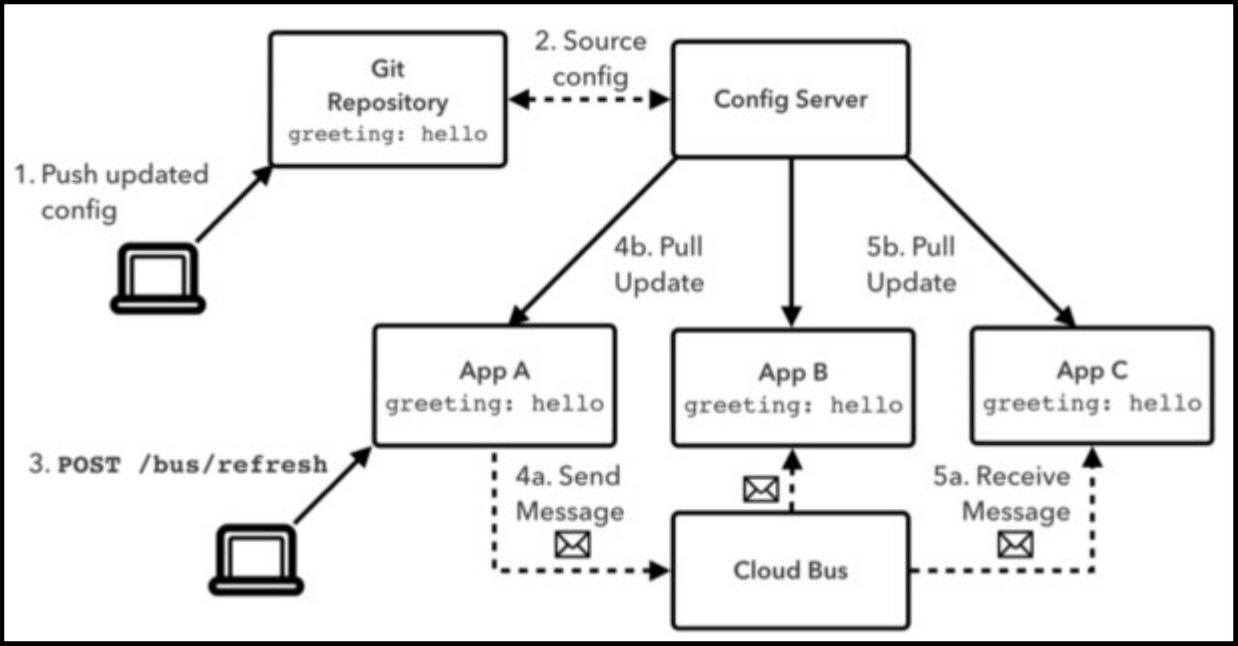 Git
Repository
greeting: hello
2. Source
config
Config Server
1. Push updated
config
4b. Pull
Update
5b. Pull
Update
App A
greeting: hello
App B
greeting: hello
App C
greeting: hello
3. POST /bus/refresh
4a. Send
Message
5a. Receive
Message
Cloud Bus